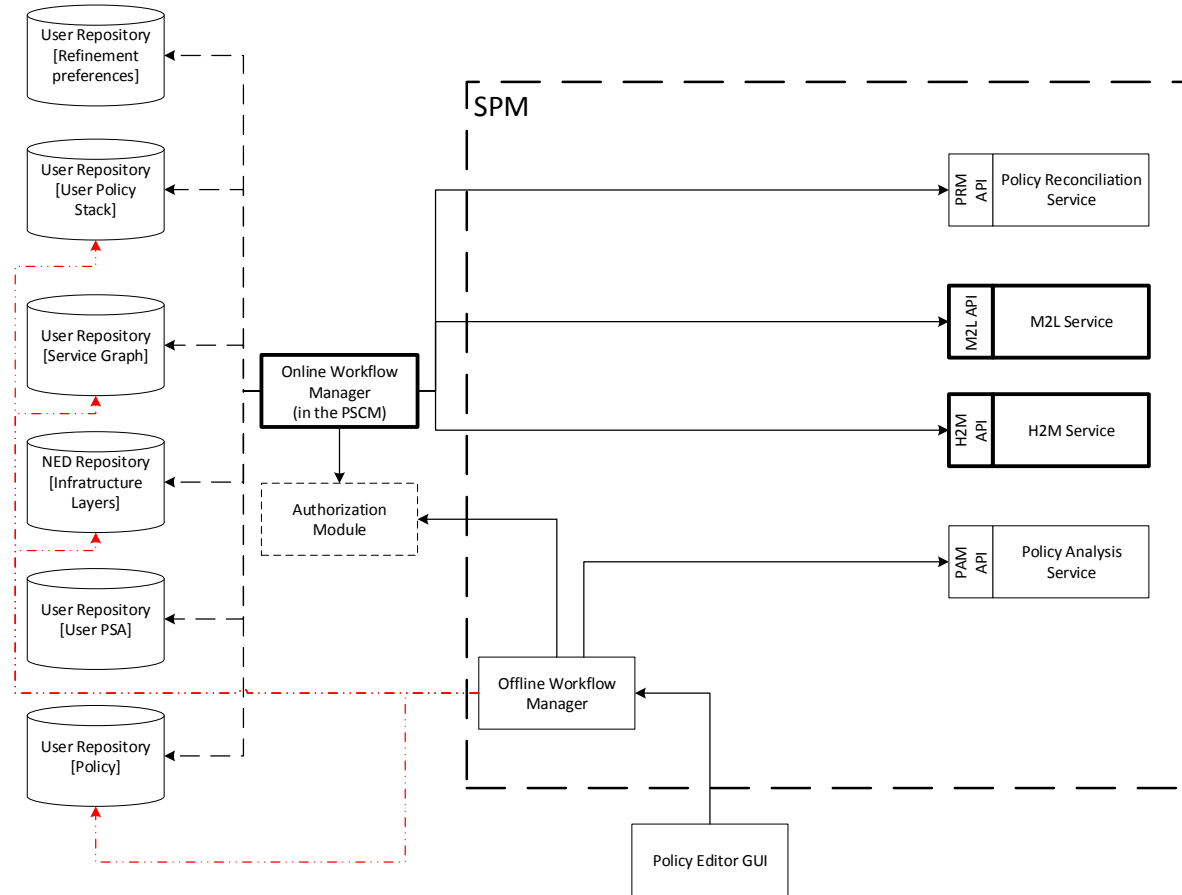 User Repository
[Refinement
preferences]
SPM
User Repository
[User Policy
Stack]
PRM
API
Policy Reconciliation
Service
User Repository
[Service Graph]
M2L API
M2L Service
Online Workflow
Manager
(in the PSCM)
H2M
API
H2M Service
NED Repository
[Infratructure
Layers]
Authorization
Module
PAM
API
Policy Analysis
Service
User Repository
[User PSA]
Offline Workflow
Manager
User Repository
[Policy]
Policy Editor GUI